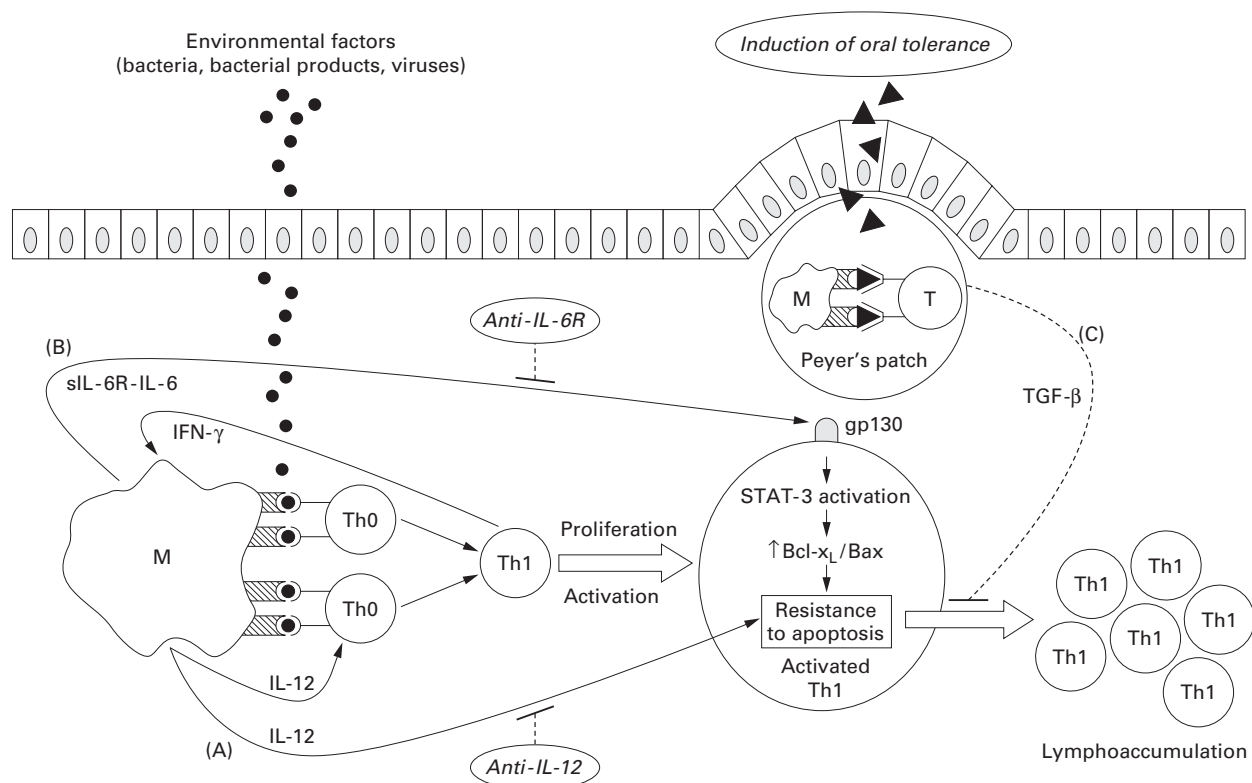 Environmental factors
(bacteria, bacterial products, viruses)
Induction of oral tolerance
M
T
Peyer's patch
(C)
TGF-β
Anti-IL-6R
(B)
sIL-6R-IL-6
IFN-γ
gp130
STAT-3 activation
↑Bcl-xL/Bax
Resistance
to apoptosis
Activated
Th1
M
Th0
Th0
Th1
Proliferation
Activation
IL-12
(A)
IL-12
Anti-IL-12
Th1
Th1
Th1
Th1
Th1
Th1
Lymphoaccumulation